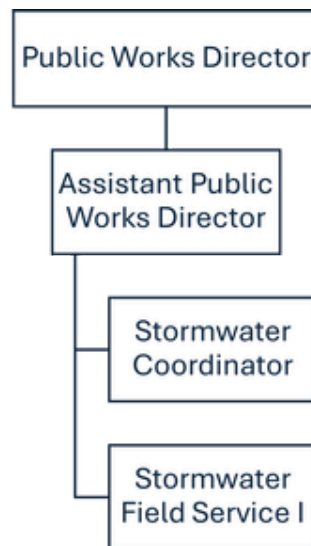 Public Works Director
Assistant Public
Works Director
Stormwater
Coordinator
Stormwater
Field Service I